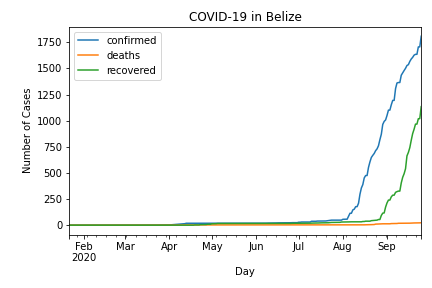 COVID-19 in Belize
confirmed
deaths
recovered
Number of Cases
1750
1500
1250
1000
750
500
250
0
Feb Mar Apr May Jun Jul Aug Sep
2020
Day